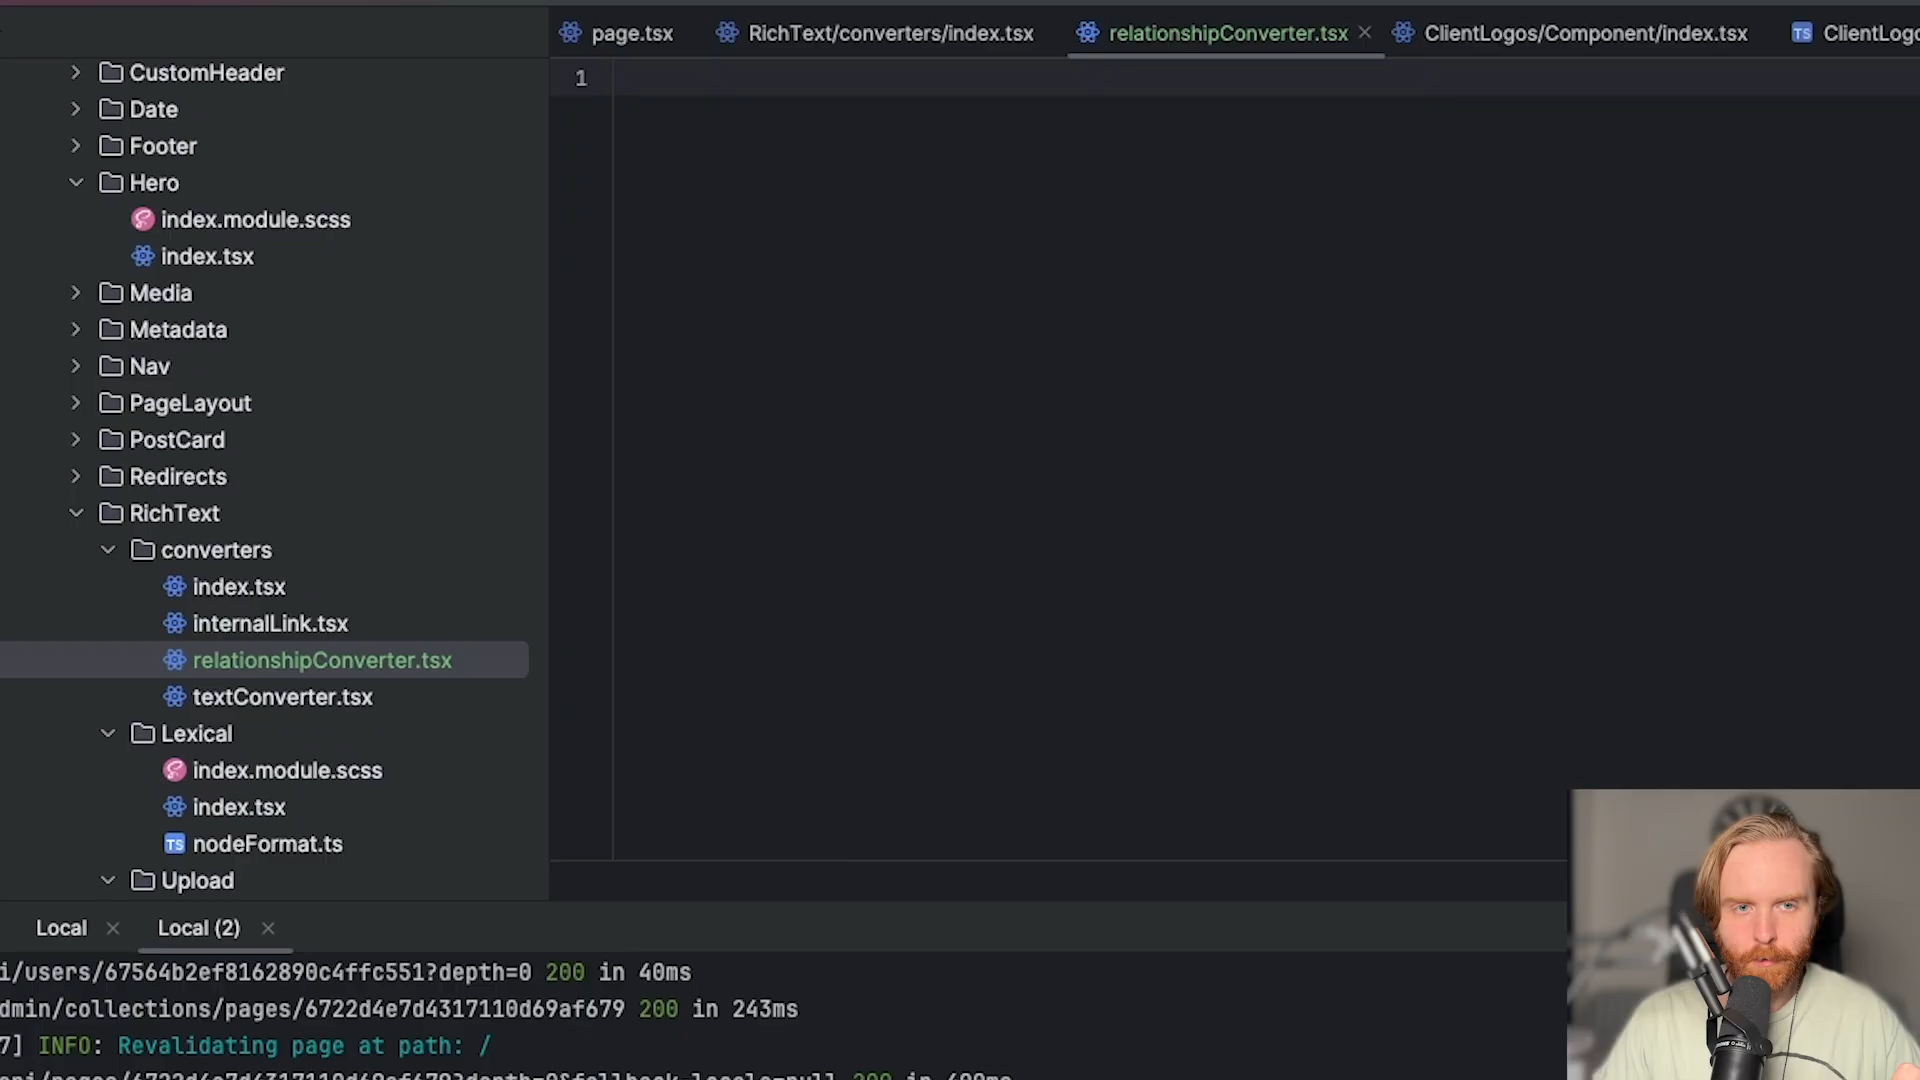 page.tsx
RichText/converters/index.tsx
relationshipConverter.tsx
ClientLogos/Component/index.tsx
TS ClientLogo
CustomHeader
Date
Footer
Hero
index.module.scss
index.tsx
Media
Metadata
Nav
PageLayout
PostCard
Redirects
RichText
converters
index.tsx
internalLink.tsx
relationshipConverter.tsx
textConverter.tsx
Lexical
index.module.scss
index.tsx
TS nodeFormat.ts
Upload
1
Local
Local (2)
i/users/67564b2ef8162890c4ffc551?depth=0 200 in 40ms
dmin/collections/pages/6722d4e7d4317110d69af679 200 in 243ms
7] INFO: Revalidating page at path: /